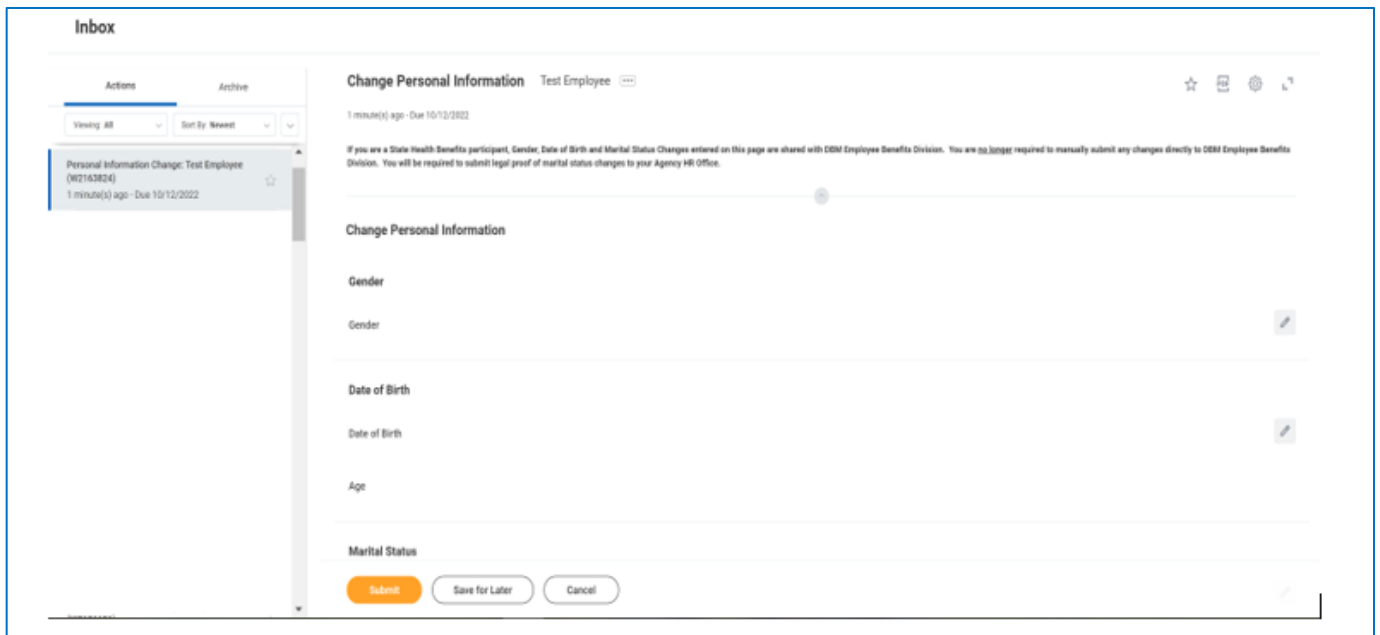 Inbox
Actions
Archive
Viewing: All
Sort By: Newest
Personal Information Change: Test Employee
(W2163824)
1 minute(s) ago - Due 10/12/2022
Change Personal Information Test Employee
1 minute(s) ago - Due 10/12/2022
If you are a State Health Benefits participant, Gender, Date of Birth and Marital Status Changes entered on this page are shared with DBM Employee Benefits Division. You are no longer required to manually submit any changes directly to DBM Employee Benefits
Division. You will be required to submit legal proof of marital status changes to your Agency HR Office.
Change Personal Information
Gender
Gender
Date of Birth
Date of Birth
Age
Marital Status
Submit
Save for Later
Cancel